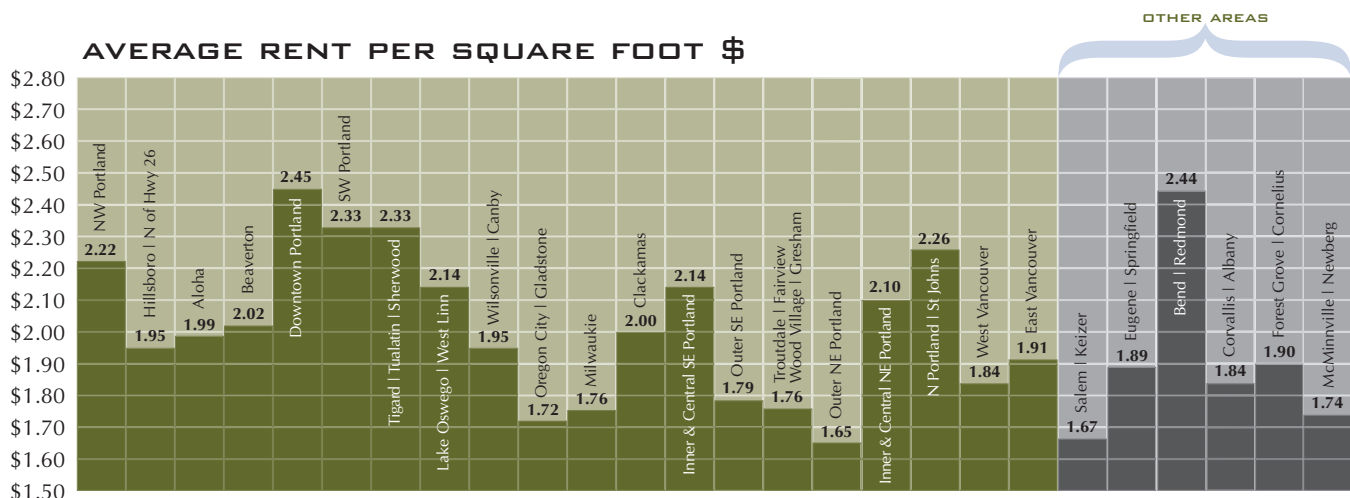 OTHER AREAS
AVERAGE RENT PER SQUARE FOOT $
$2.80
$2.70
$2.60
$2.50
$2.40
$2.30
$2.20
$2.10
$2.00
$1.90
$1.80
$1.70
$1.60
$1.50
NW Portland
2.22
Hillsboro | N of Hwy 26
1.95
Aloha
1.99
Beaverton
2.02
2.45
Downtown Portland
SW Portland
2.33
2.33
Tigard | Tualatin | Sherwood
2.14
Lake Oswego | West Linn
Wilsonville | Canby
1.95
Oregon City | Gladstone
1.72
Milwaukie
1.76
Clackamas
2.00
2.14
Inner & Central SE Portland
Outer SE Portland
1.79
Troutdale | Fairview
Wood Village | Gresham
1.76
Outer NE Portland
1.65
2.10
Inner & Central NE Portland
2.26
N Portland | St Johns
West Vancouver
1.84
East Vancouver
1.91
Salem | Keizer
1.67
Eugene | Springfield
1.89
2.44
Bend | Redmond
Corvallis | Albany
1.84
Forest Grove | Cornelius
1.90
McMinnville | Newberg
1.74